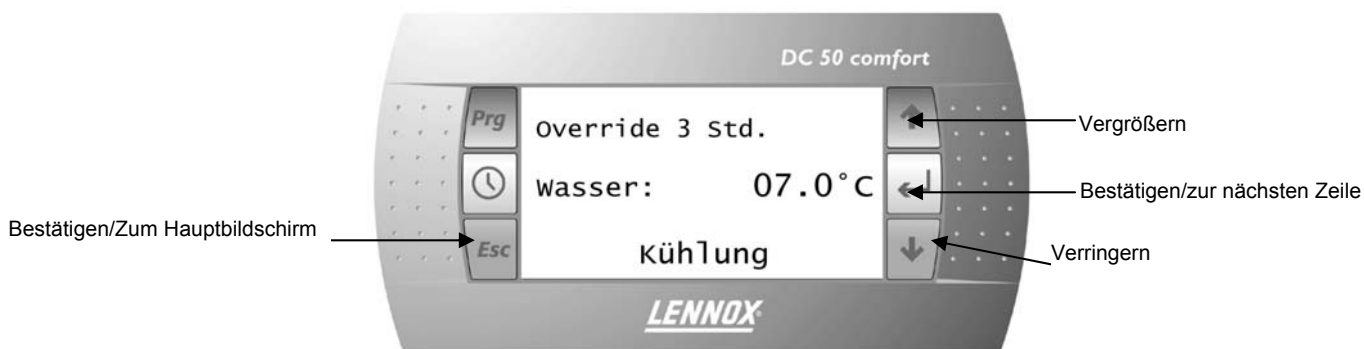 DC 50 comfort
Prg
Override 3 Std.
Vergrößern
Wasser: 07.0°C
Bestätigen/zur nächsten Zeile
Bestätigen/Zum Hauptbildschirm
Esc
Kühlung
Verringern
LENNOX